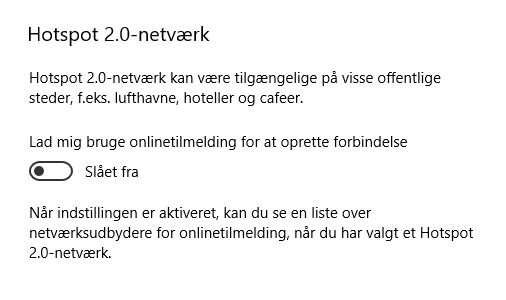 Hotspot 2.0-netværk
Hotspot 2.0-netværk kan være tilgængelige på visse offentlige
steder, f.eks. lufthavne, hoteller og cafeer.
Lad mig bruge onlinetilmelding for at oprette forbindelse
Slået fra
Når indstillingen er aktiveret, kan du se en liste over
netværksudbydere for onlinetilmelding, når du har valgt et Hotspot
2.0-netværk.